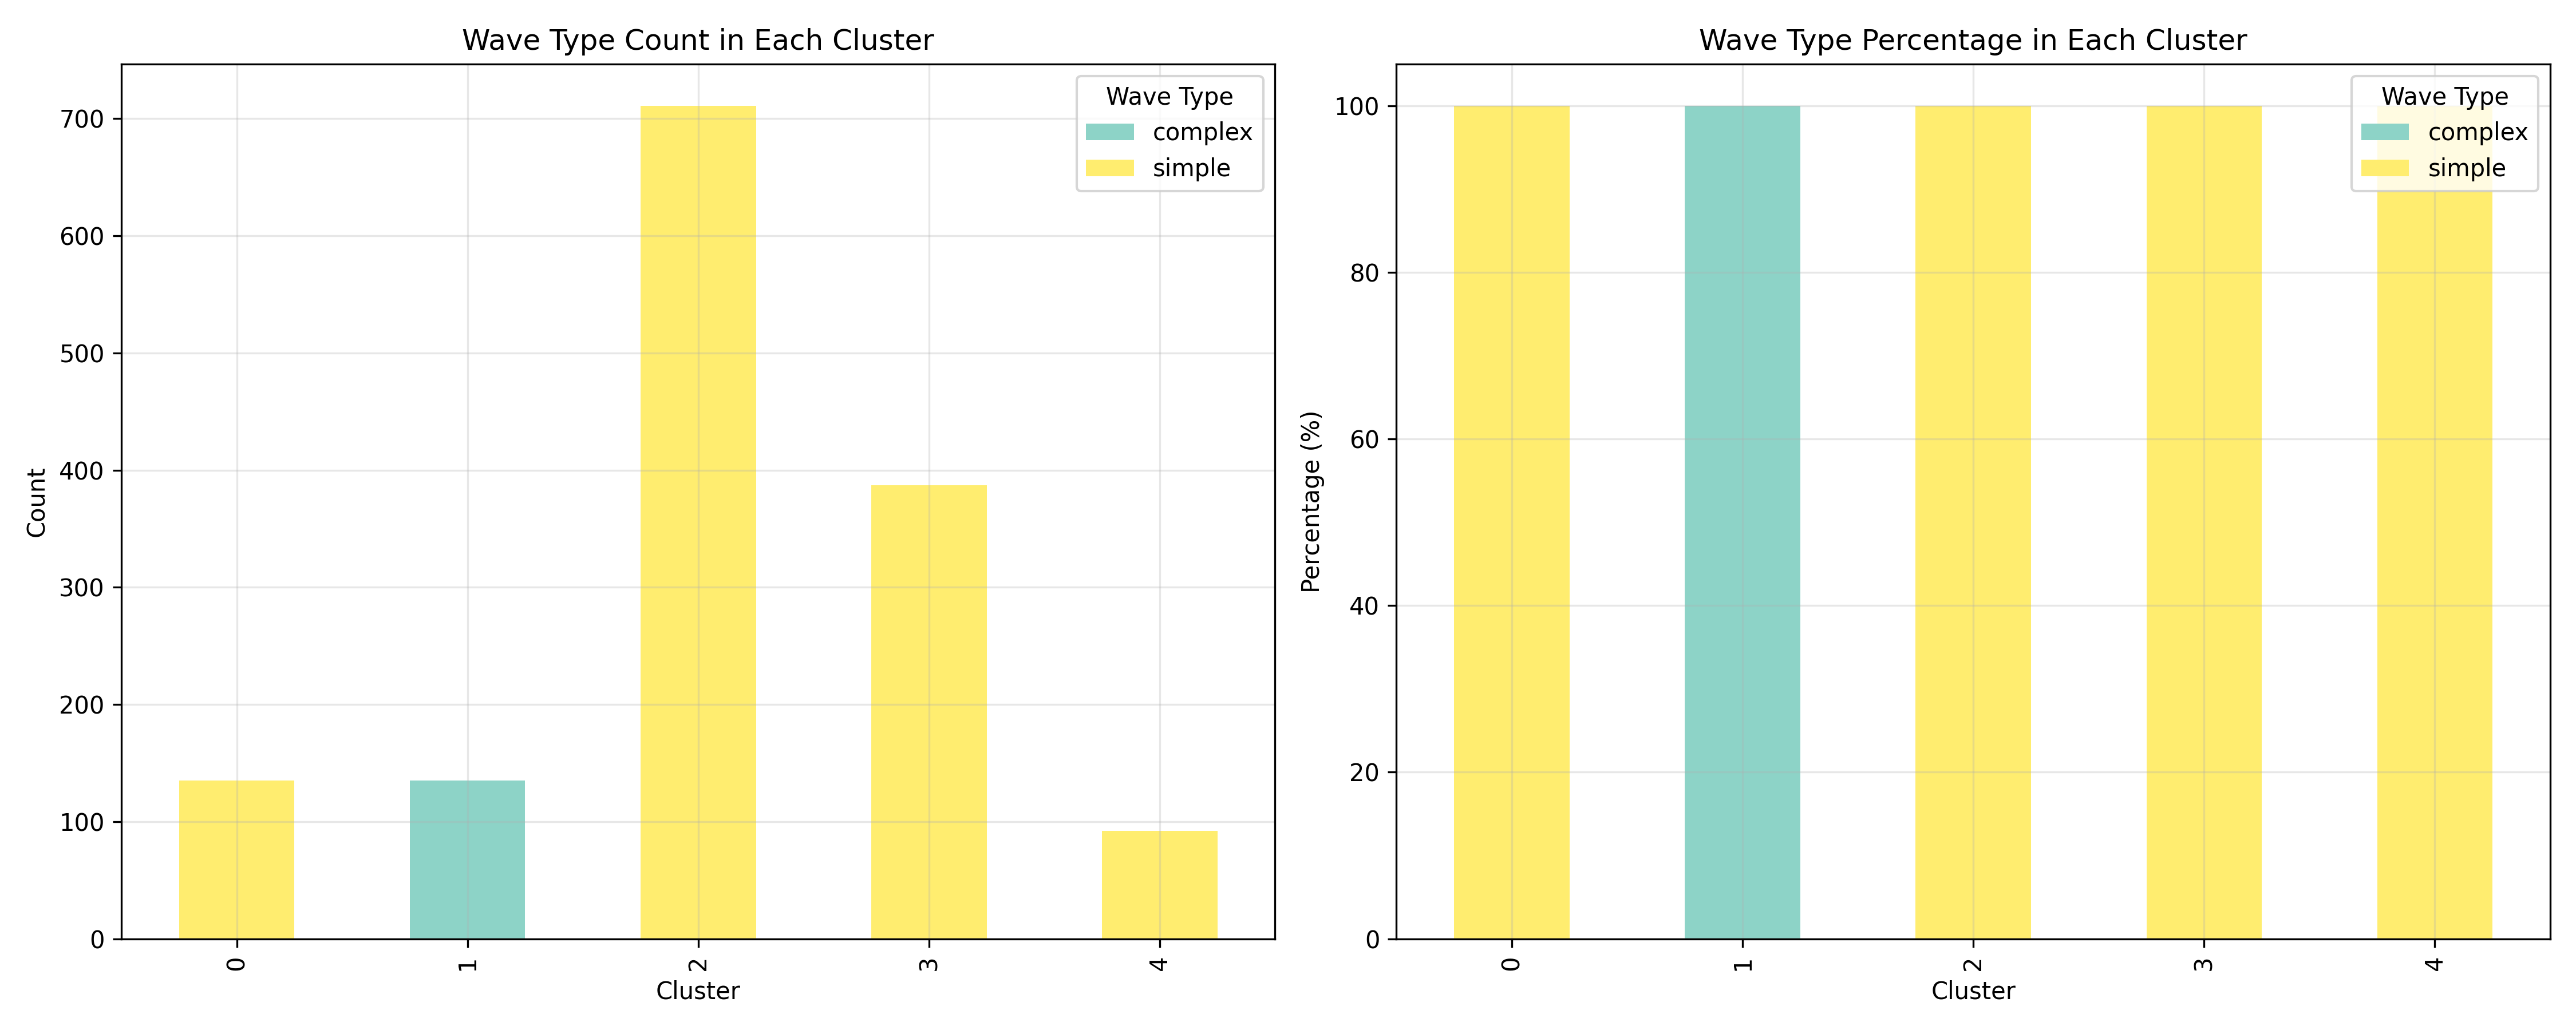 Wave Type Count in Each Cluster
Wave Type
complex
simple
700
600
500
400
300
200
100
0
Count
0 1 2 3 4
Cluster
Wave Type Percentage in Each Cluster
Wave Type
complex
simple
100
80
60
40
20
0
Percentage (%)
0 1 2 3 4
Cluster